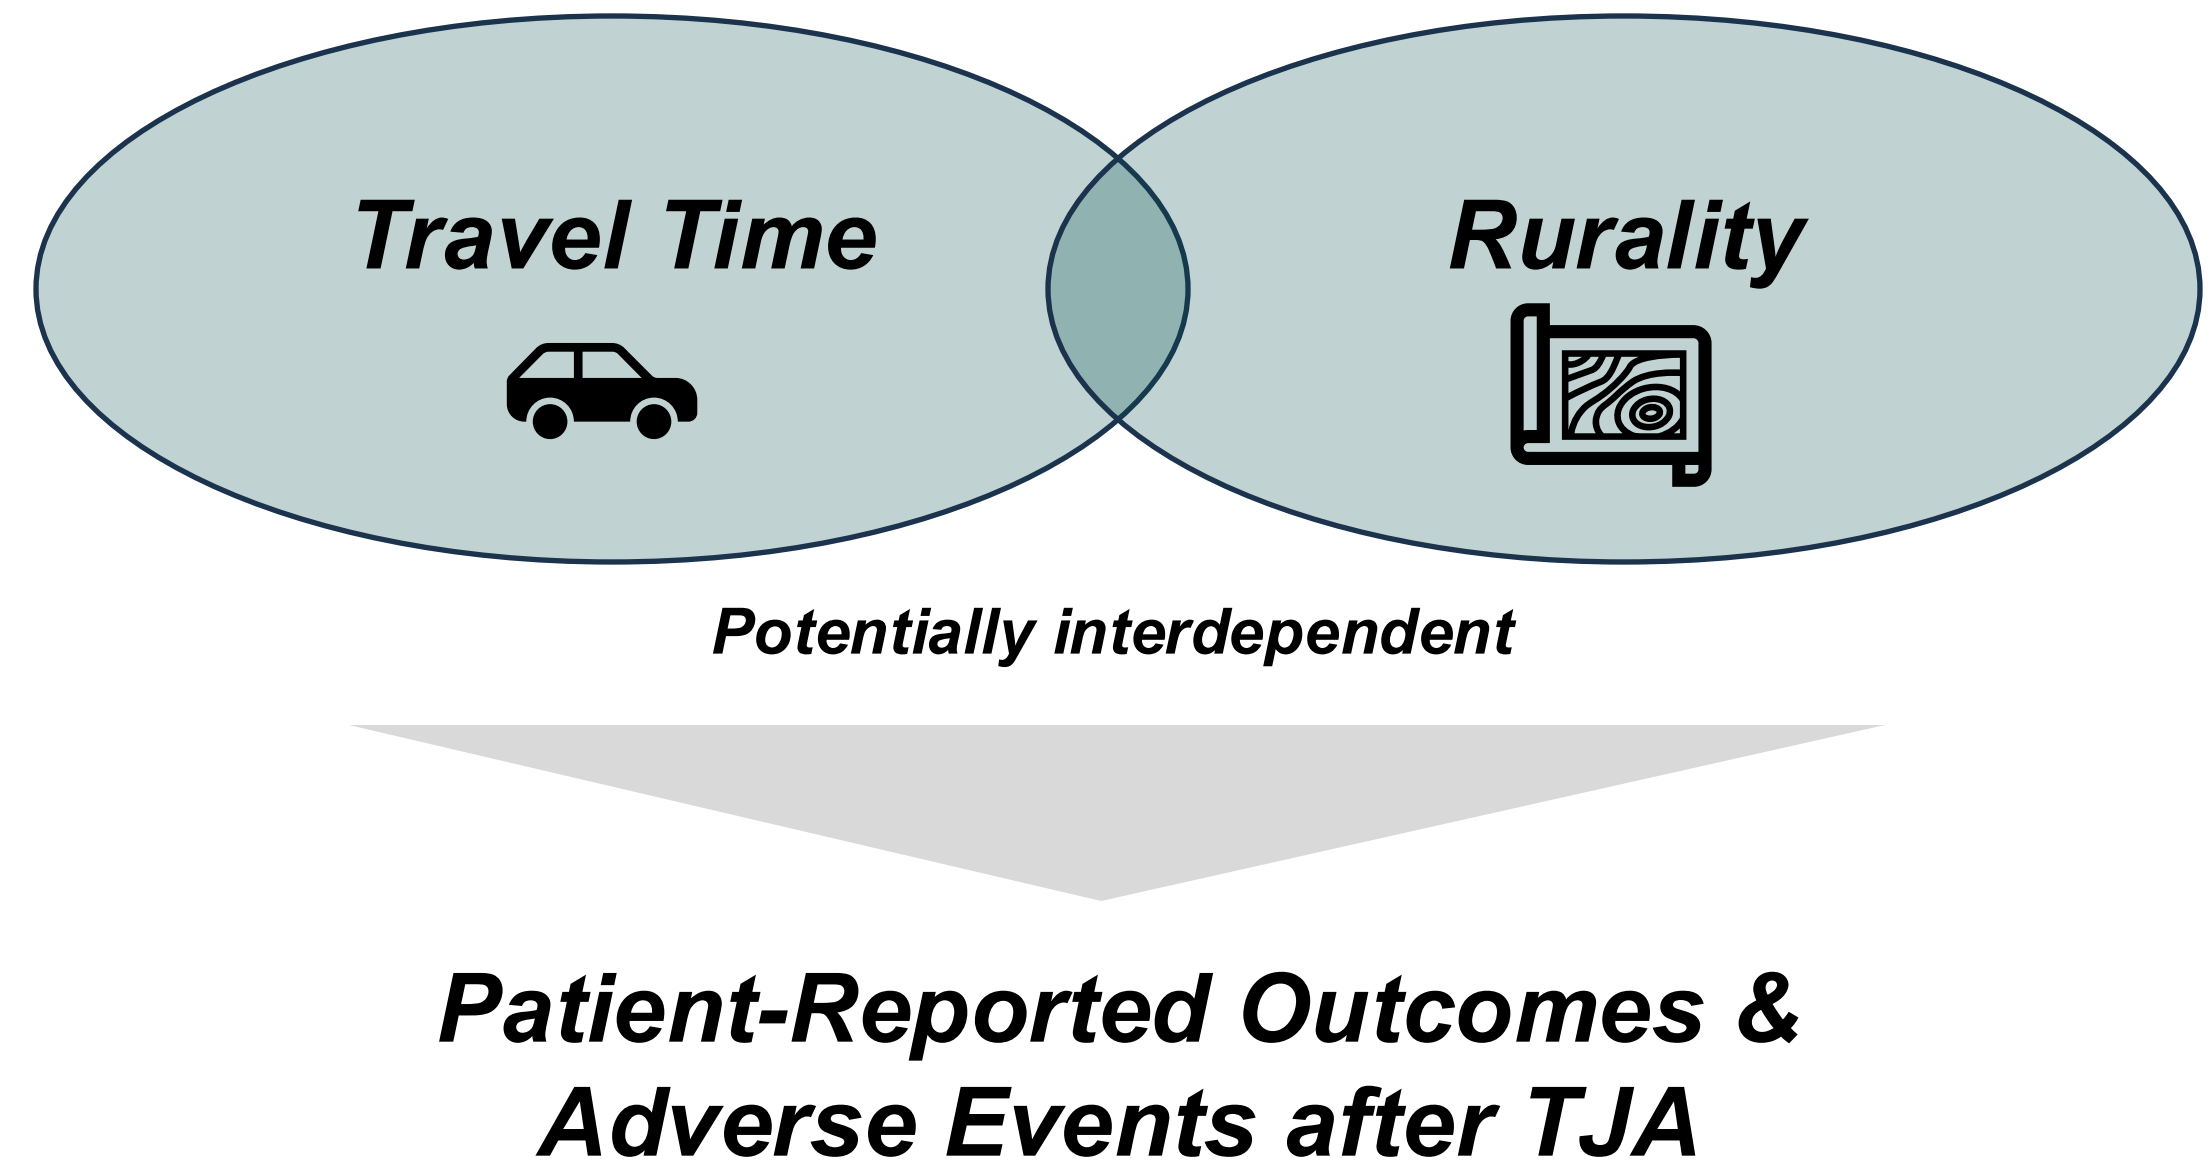 Travel Time
Rurality
Potentially interdependent
Patient-Reported Outcomes &
Adverse Events after TJA